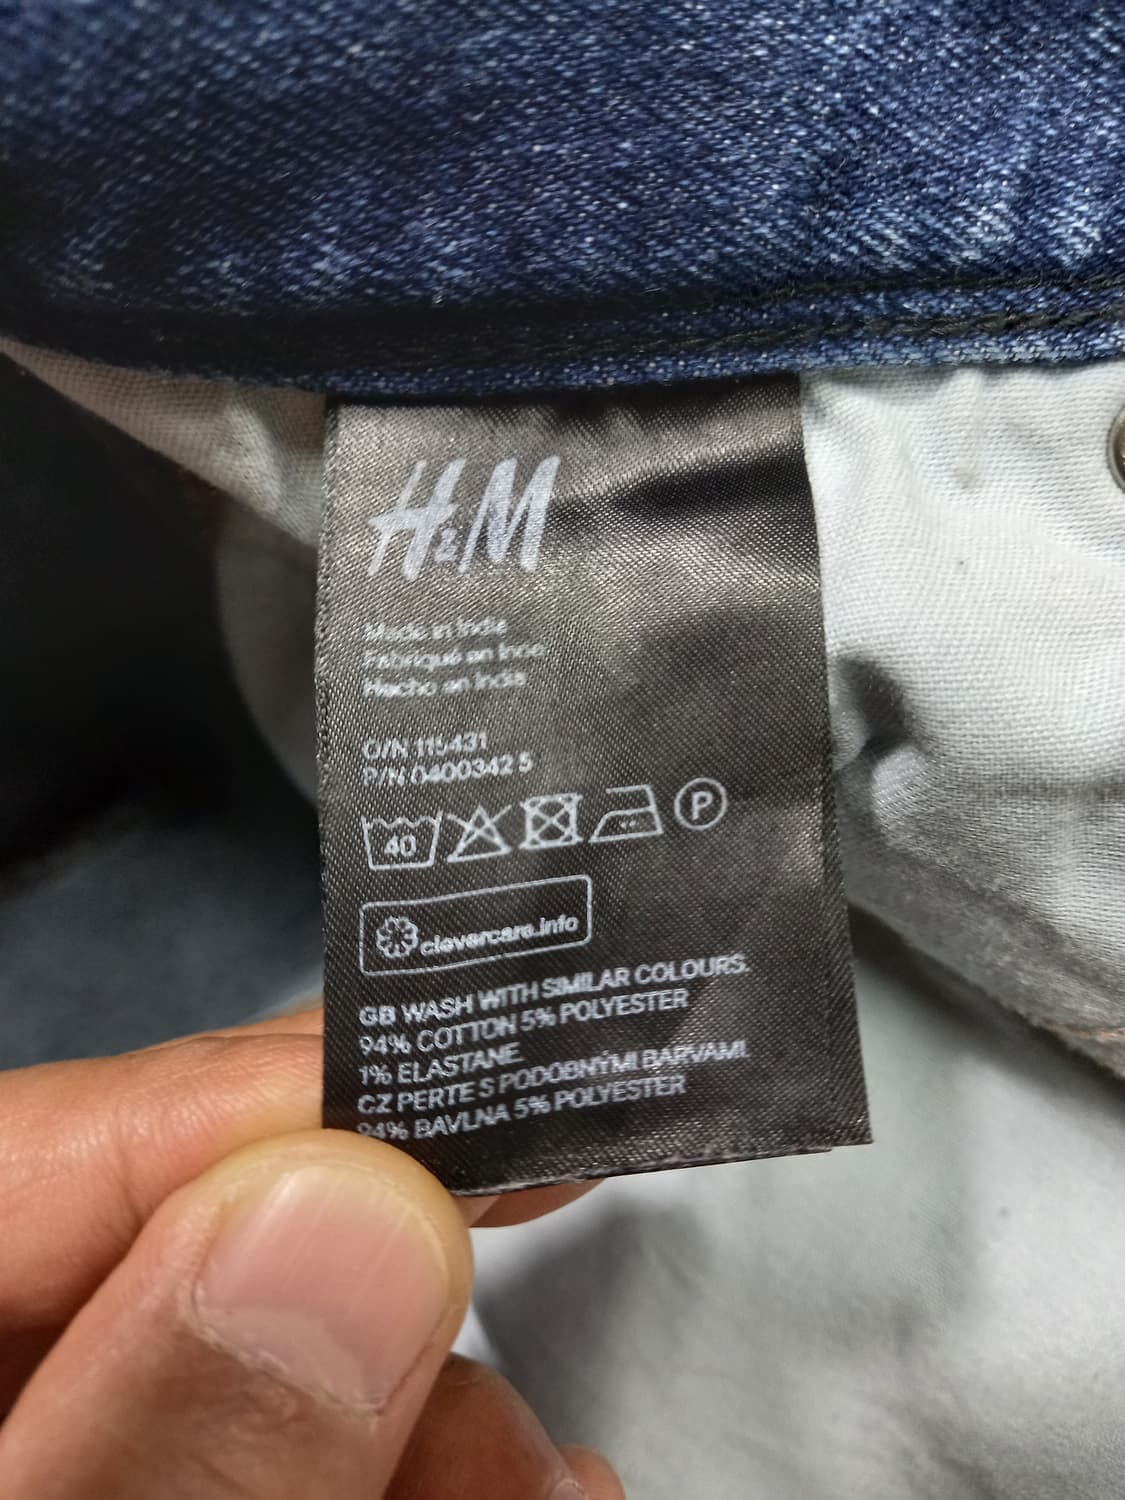 H&M
Made in India
Fabriqué en Inde
Hecho en India
O/N 115431
P/N 0400342 5
40 P
clevercare.info
GB WASH WITH SIMILAR COLOURS.
94% COTTON 5% POLYESTER
1% ELASTANE
CZ PERTE S PODOBNÝMI BARVAMI.
94% BAVLNA 5% POLYESTER